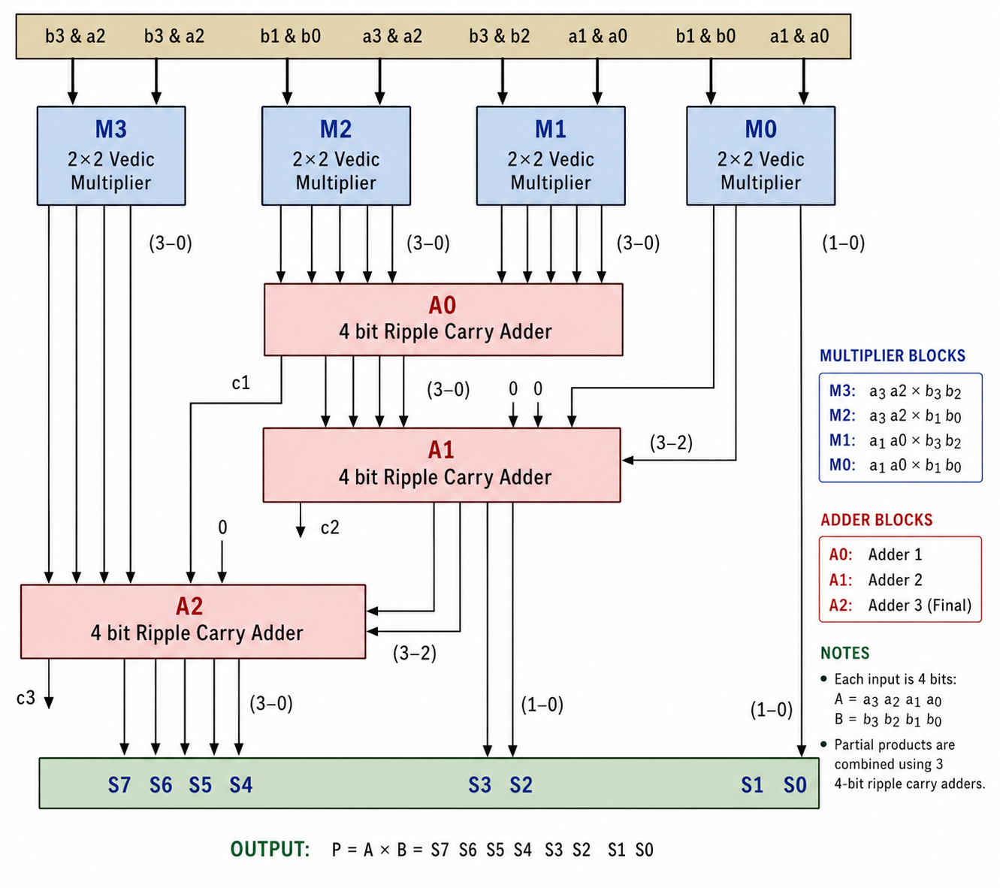 b3 & a2 b3 & a2 b1 & b0 a3 & a2 b3 & b2 a1 & a0 b1 & b0 a1 & a0
M3 M2 M1 M0
2×2 Vedic 2×2 Vedic 2×2 Vedic 2×2 Vedic
Multiplier Multiplier Multiplier Multiplier
(3–0) (3–0) (3–0) (1–0)
A0
4 bit Ripple Carry Adder
c1 (3–0) 0 0
A1
4 bit Ripple Carry Adder
(3–2)
0 c2
A2
4 bit Ripple Carry Adder
(3–2)
c3 (3–0) (1–0) (1–0)
S7 S6 S5 S4 S3 S2 S1 S0
MULTIPLIER BLOCKS
M3: a3 a2 × b3 b2
M2: a3 a2 × b1 b0
M1: a1 a0 × b3 b2
M0: a1 a0 × b1 b0
ADDER BLOCKS
A0: Adder 1
A1: Adder 2
A2: Adder 3 (Final)
NOTES
• Each input is 4 bits:
A = a3 a2 a1 a0
B = b3 b2 b1 b0
• Partial products are
combined using 3
4-bit ripple carry adders.
OUTPUT: P = A × B = S7 S6 S5 S4 S3 S2 S1 S0